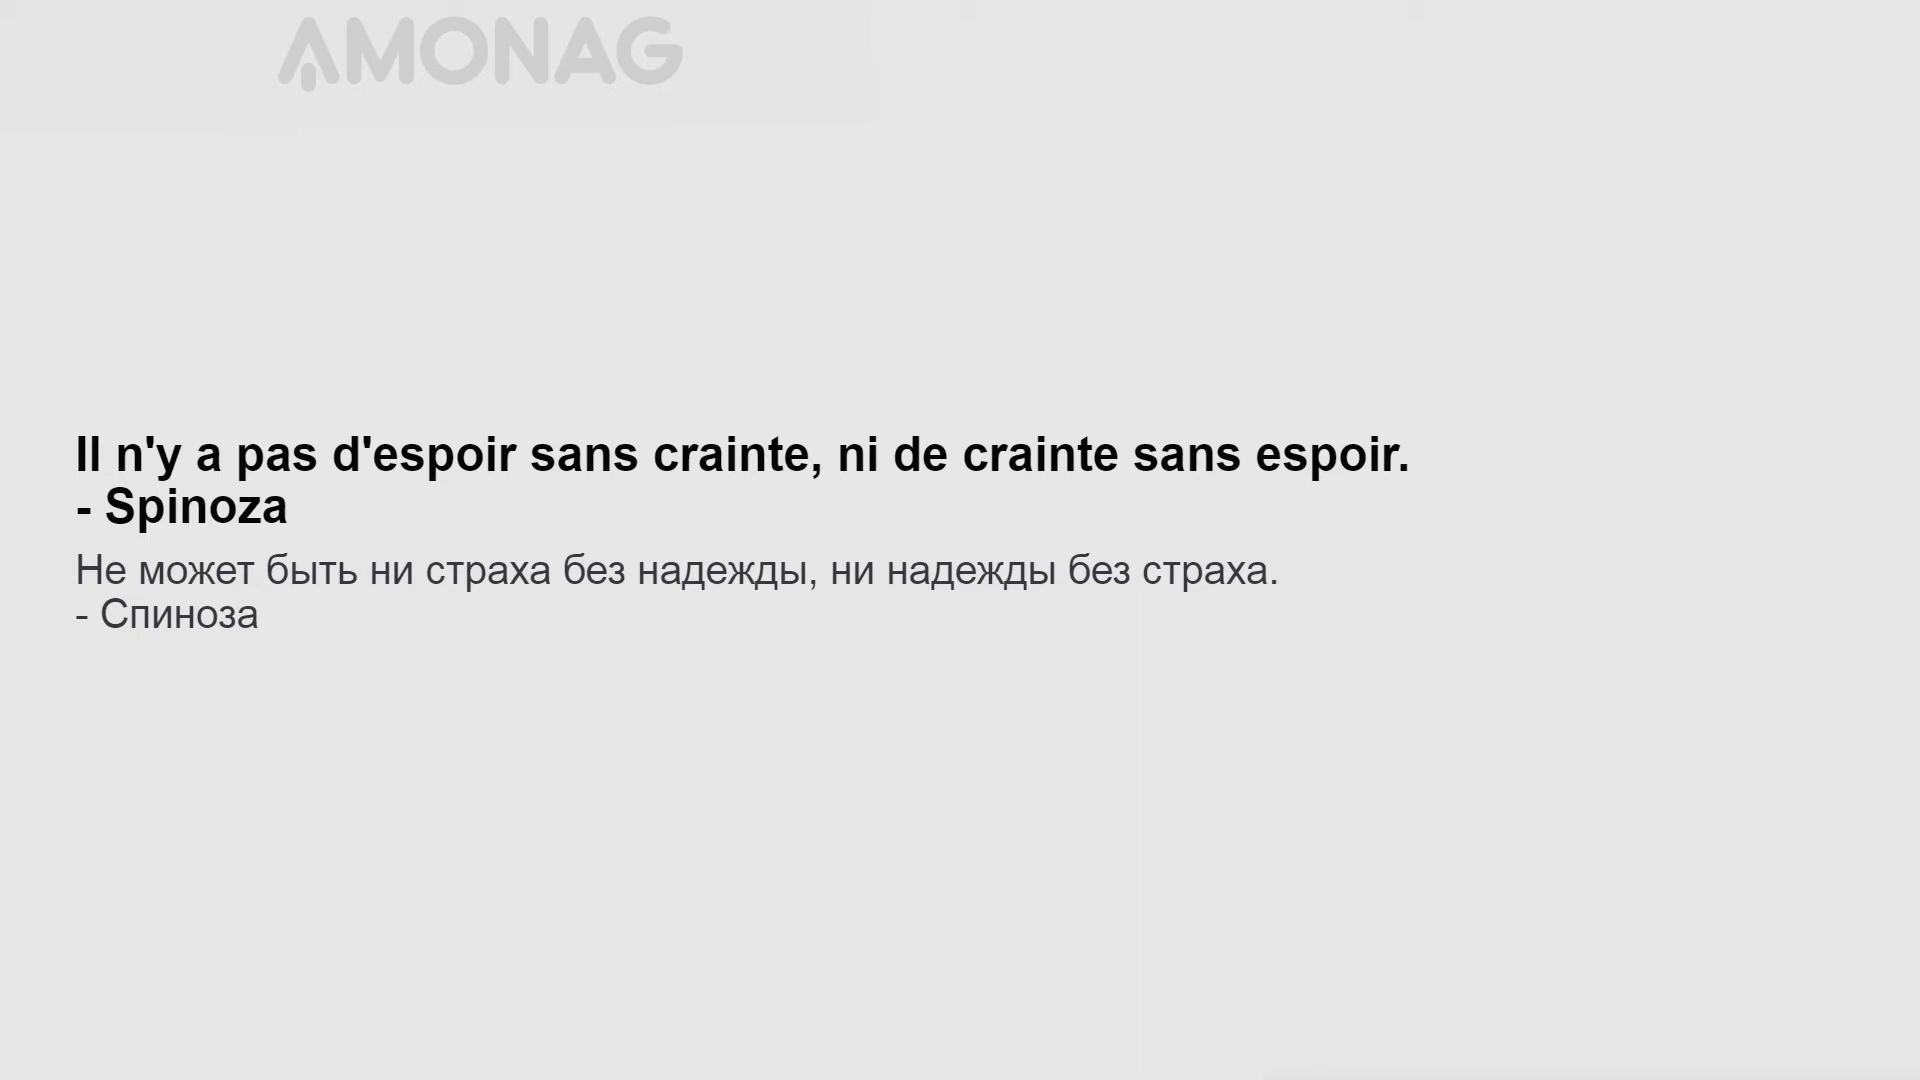 AMONAG
Il n'y a pas d'espoir sans crainte, ni de crainte sans espoir.
- Spinoza
Не может быть ни страха без надежды, ни надежды без страха.
- Спиноза